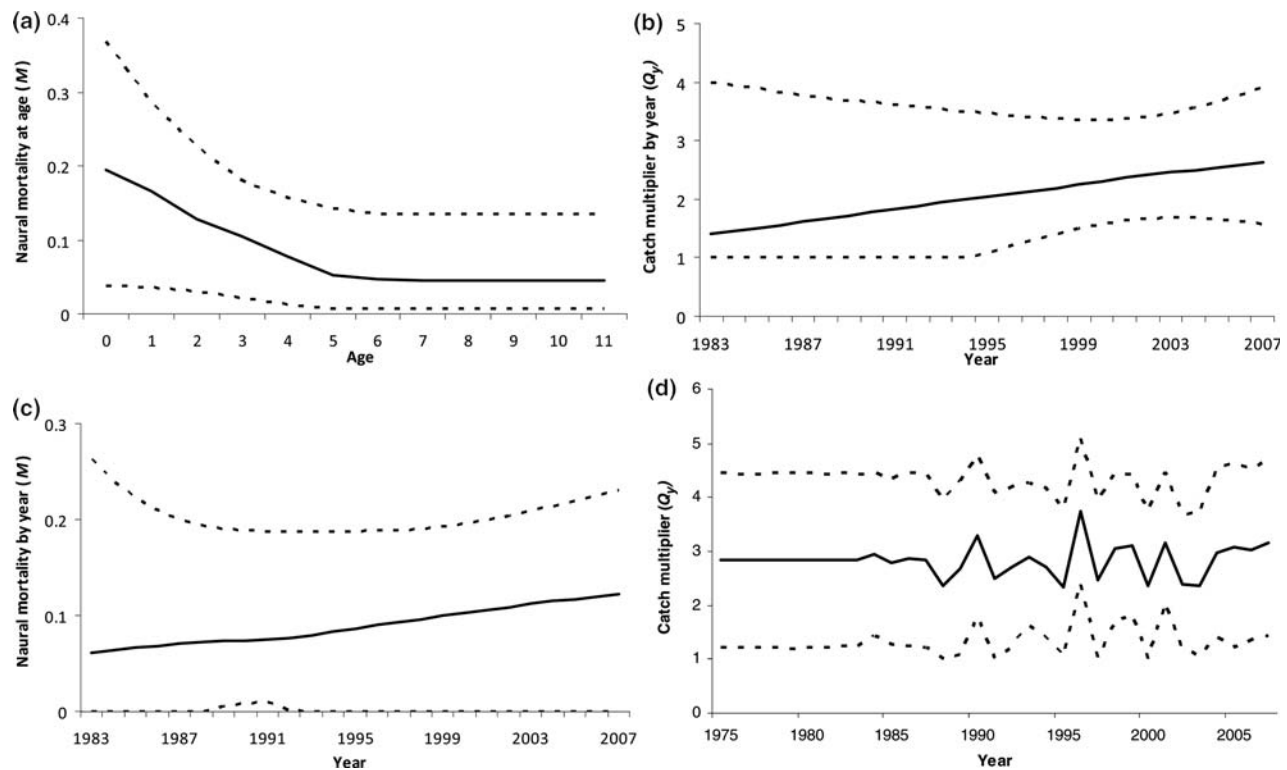 (a)
Naural mortality at age (M)
0.4
0.3
0.2
0.1
0
0 1 2 3 4 5 6 7 8 9 10 11
Age
(b)
Catch multiplier by year (Qy)
5
4
3
2
1
0
1983 1987 1991 1995 1999 2003 2007
Year
(c)
Naural mortality by year (M)
0.3
0.2
0.1
0
1983 1987 1991 1995 1999 2003 2007
Year
(d)
Catch multiplier (Qy)
6
5
4
3
2
1
0
1975 1980 1985 1990 1995 2000 2005
Year